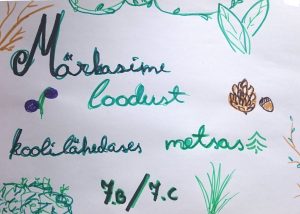 Märkasime
loodust
koolilähedases metsas
7.B/7.C